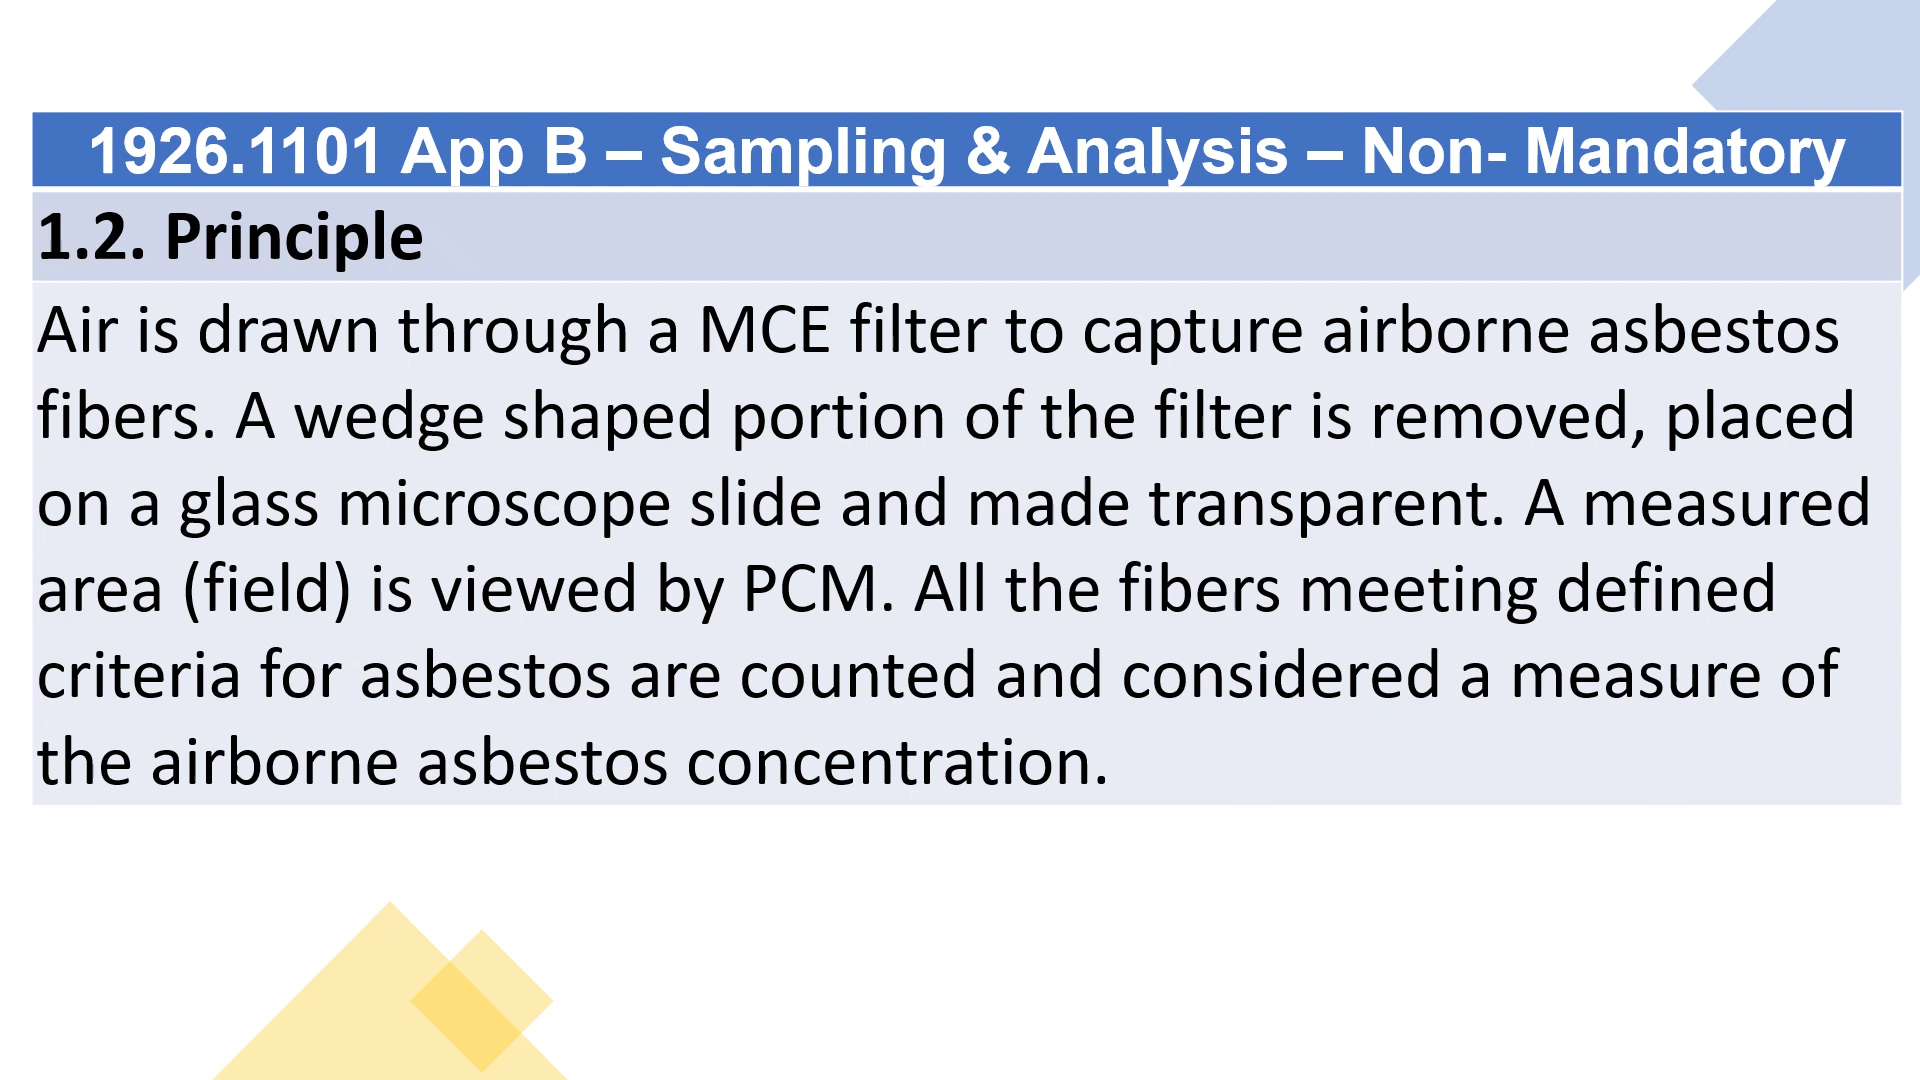 1926.1101 App B – Sampling & Analysis – Non- Mandatory
1.2. Principle
Air is drawn through a MCE filter to capture airborne asbestos
fibers. A wedge shaped portion of the filter is removed, placed
on a glass microscope slide and made transparent. A measured
area (field) is viewed by PCM. All the fibers meeting defined
criteria for asbestos are counted and considered a measure of
the airborne asbestos concentration.